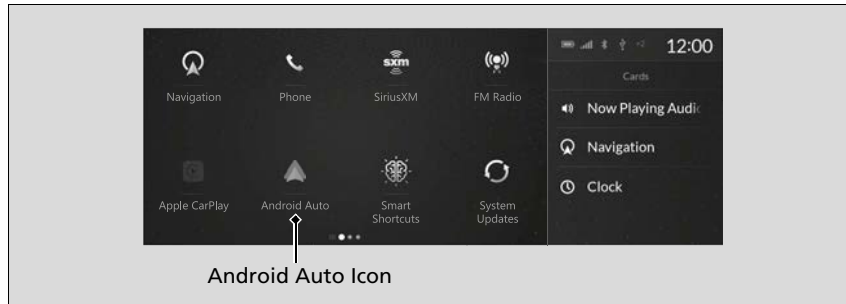 12:00
Navigation
Phone
sxm
SiriusXM
FM Radio
Apple CarPlay
Android Auto
Smart
Shortcuts
System
Updates
Cards
Now Playing Audi
Navigation
Clock
Android Auto Icon